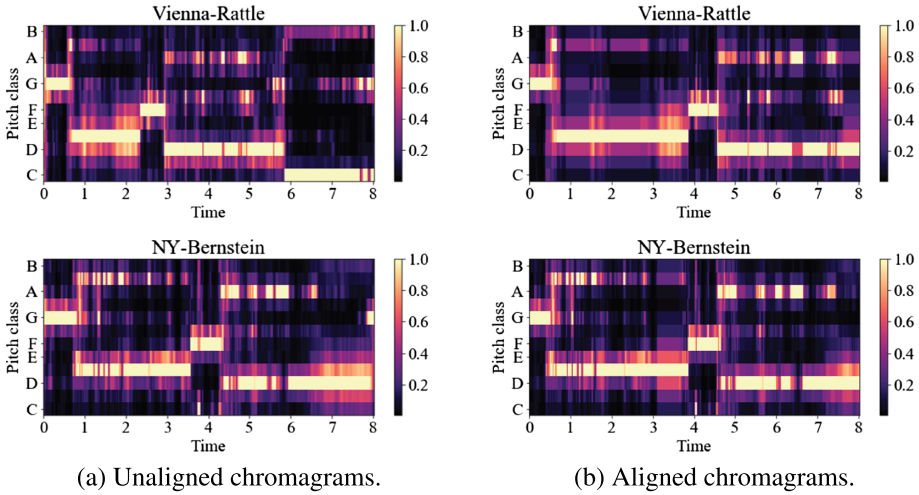 Vienna-Rattle
Pitch class
B
A
G
F
E
D
C
0 1 2 3 4 5 6 7 8
Time
1.0
0.8
0.6
0.4
0.2
Vienna-Rattle
Pitch class
B
A
G
F
E
D
C
0 1 2 3 4 5 6 7 8
Time
1.0
0.8
0.6
0.4
0.2
NY-Bernstein
Pitch class
B
A
G
F
E
D
C
0 1 2 3 4 5 6 7 8
Time
1.0
0.8
0.6
0.4
0.2
NY-Bernstein
Pitch class
B
A
G
F
E
D
C
0 1 2 3 4 5 6 7 8
Time
1.0
0.8
0.6
0.4
0.2
(a) Unaligned chromagrams.
(b) Aligned chromagrams.